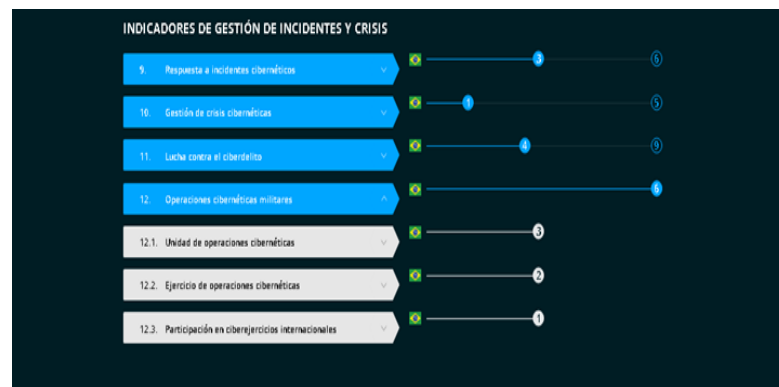 INDICADORES DE GESTIÓN DE INCIDENTES Y CRISIS
9. Respuesta a incidentes cibernéticos 3 6
10. Gestión de crisis cibernéticas 1 5
11. Lucha contra el ciberdelito 4 9
12. Operaciones cibernéticas militares 6
12.1. Unidad de operaciones cibernéticas 3
12.2. Ejercicio de operaciones cibernéticas 2
12.3. Participación en ciberejercicios internacionales 1